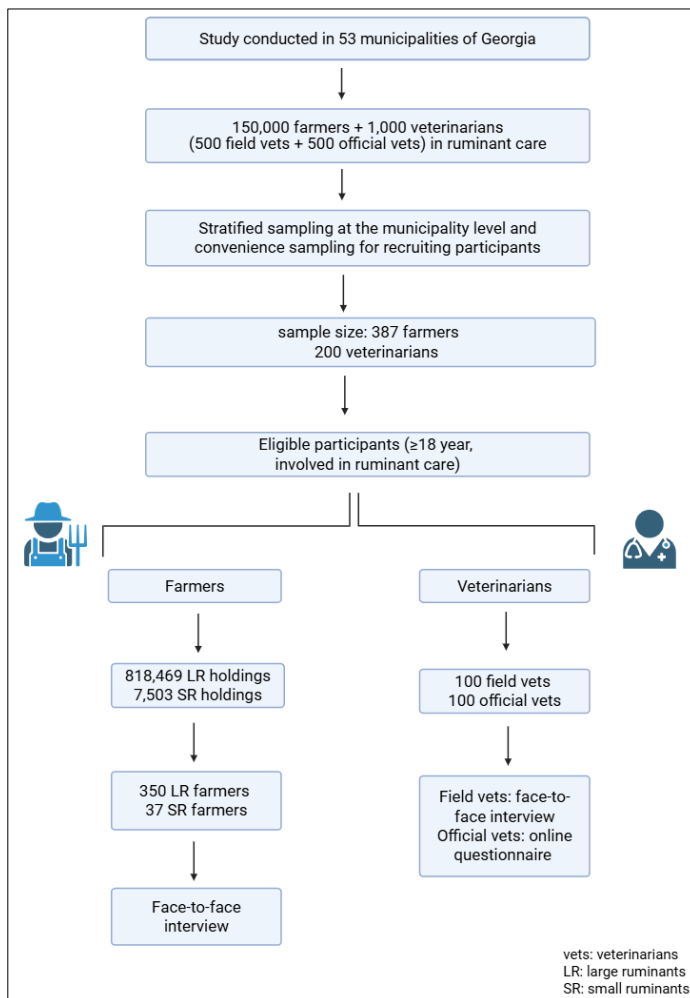 Study conducted in 53 municipalities of Georgia
150,000 farmers + 1,000 veterinarians
(500 field vets + 500 official vets) in ruminant care
Stratified sampling at the municipality level and
convenience sampling for recruiting participants
sample size: 387 farmers
200 veterinarians
Eligible participants (≥18 year,
involved in ruminant care)
Farmers
818,469 LR holdings
7,503 SR holdings
350 LR farmers
37 SR farmers
Face-to-face
interview
Veterinarians
100 field vets
100 official vets
Field vets: face-to-
face interview
Official vets: online
questionnaire
vets: veterinarians
LR: large ruminants
SR: small ruminants